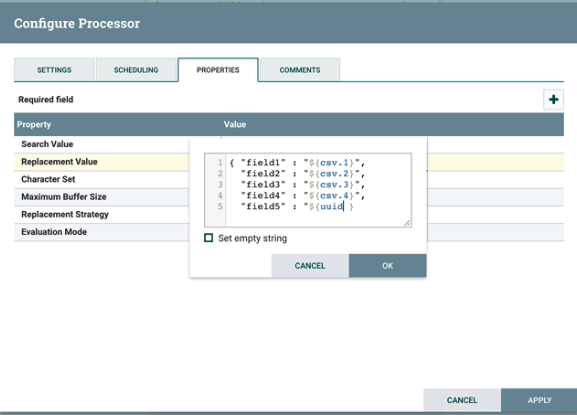 Configure Processor
SETTINGS
SCHEDULING
PROPERTIES
COMMENTS
Required field
Property
Value
Search Value
Replacement Value
Character Set
Maximum Buffer Size
Replacement Strategy
Evaluation Mode
1 { "field1" : "${csv.1}",
2 "field2" : "${csv.2}",
3 "field3" : "${csv.3}",
4 "field4" : "${csv.4}",
5 "field5" : "${uuid }
Set empty string
CANCEL
OK
CANCEL
APPLY